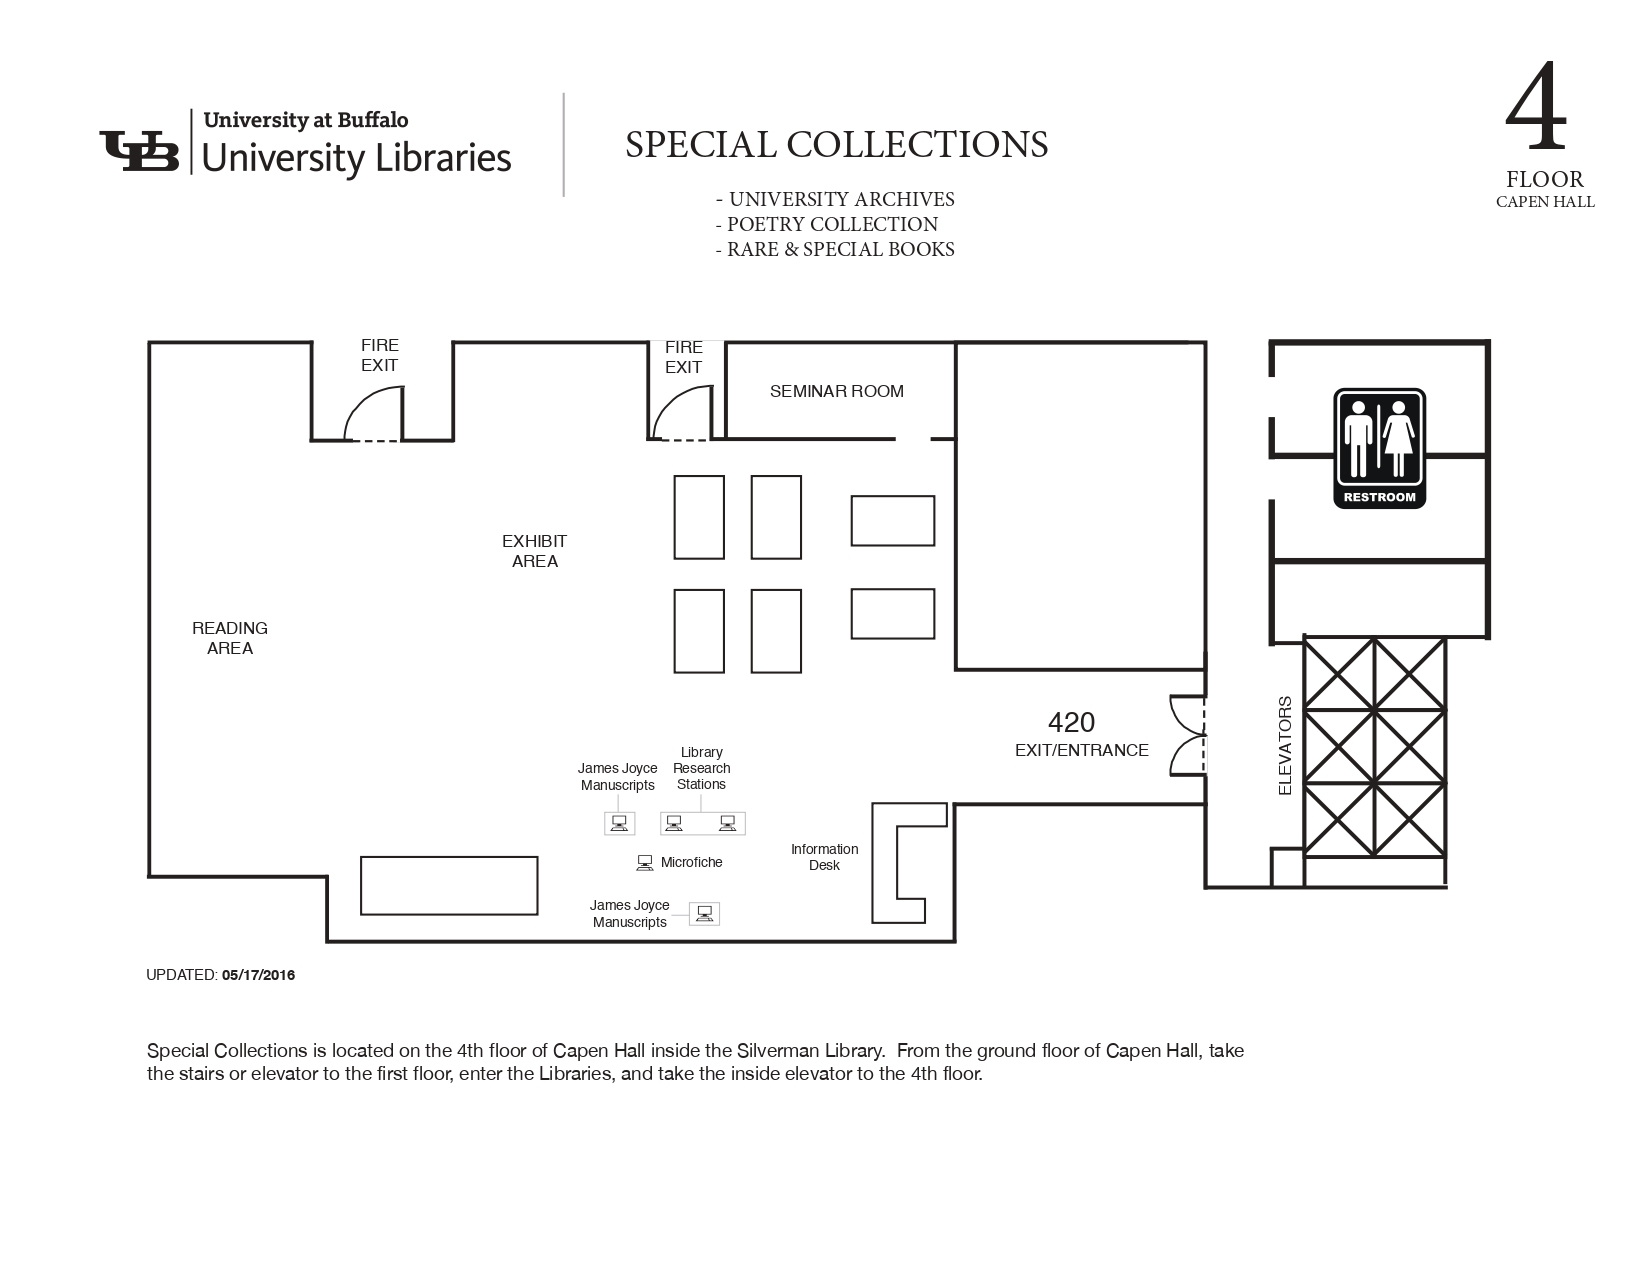 University at Buffalo
UB
University Libraries
SPECIAL COLLECTIONS
- UNIVERSITY ARCHIVES
- POETRY COLLECTION
- RARE & SPECIAL BOOKS
4
FLOOR
CAPEN HALL
FIRE
EXIT
FIRE
EXIT
SEMINAR ROOM
RESTROOM
EXHIBIT
AREA
READING
AREA
420
EXIT/ENTRANCE
ELEVATORS
James Joyce
Manuscripts
Library
Research
Stations
Microfiche
Information
Desk
James Joyce
Manuscripts
UPDATED: 05/17/2016
Special Collections is located on the 4th floor of Capen Hall inside the Silverman Library.  From the ground floor of Capen Hall, take
the stairs or elevator to the first floor, enter the Libraries, and take the inside elevator to the 4th floor.